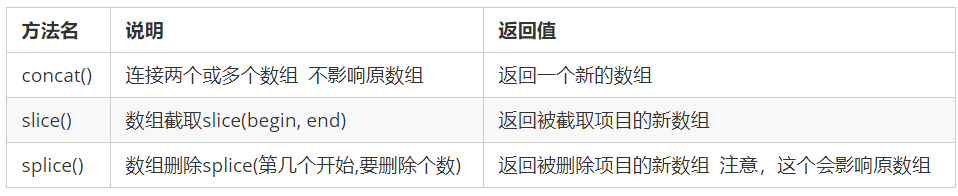 方法名 说明 返回值
concat() 连接两个或多个数组 不影响原数组 返回一个新的数组
slice() 数组截取slice(begin, end) 返回被截取项目的新数组
splice() 数组删除splice(第几个开始,要删除个数) 返回被删除项目的新数组 注意，这个会影响原数组